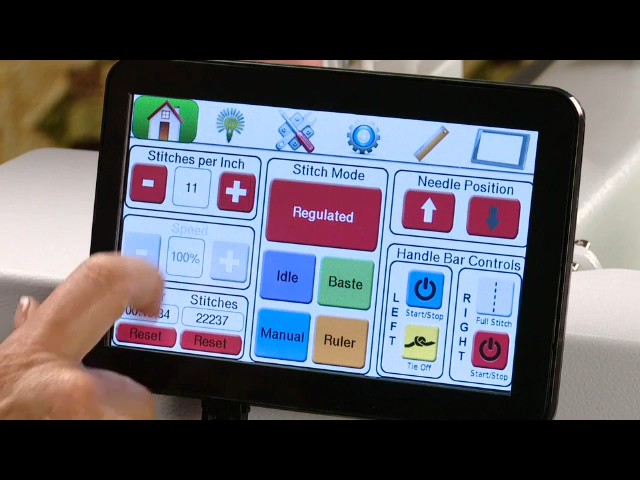 Stitches per Inch
11
Speed
100%
Stitches
22237
Reset
Reset
Stitch Mode
Regulated
Idle
Baste
Manual
Ruler
Needle Position
Handle Bar Controls
LEFT
Start/Stop
Tie Off
RIGHT
Full Stitch
Start/Stop